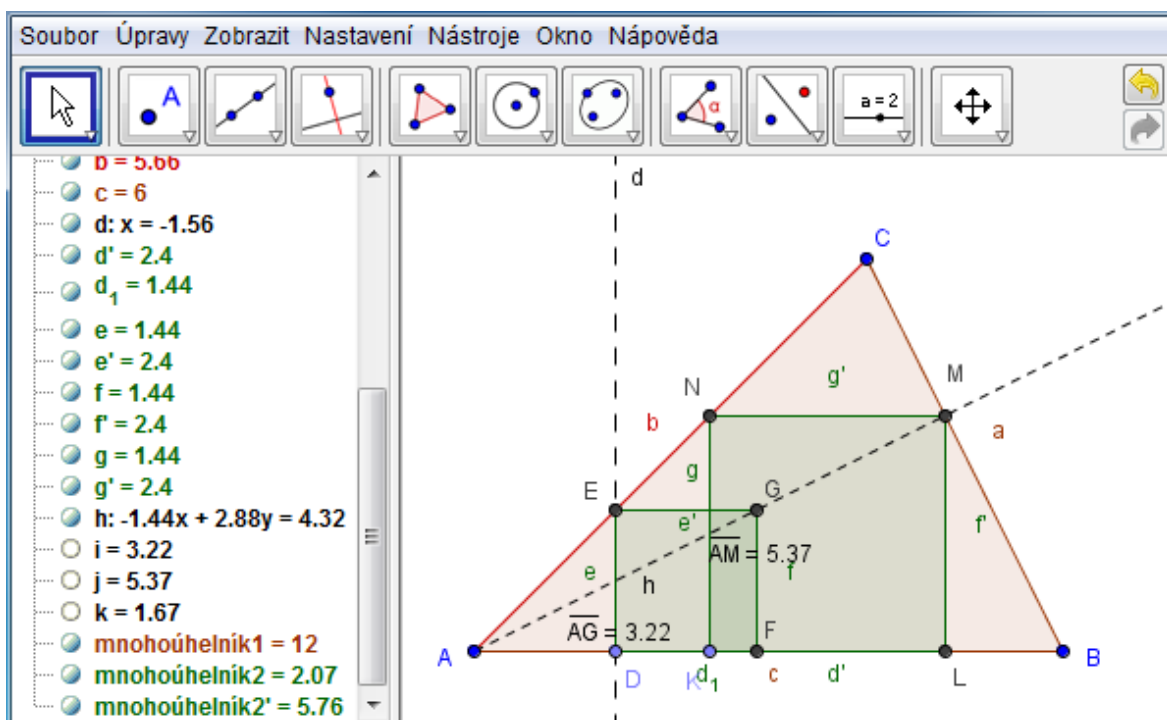 Soubor Úpravy Zobrazit Nastavení Nástroje Okno Nápověda
A
α
a = 2
b = 5.66
c = 6
d: x = -1.56
d' = 2.4
d1 = 1.44
e = 1.44
e' = 2.4
f = 1.44
f' = 2.4
g = 1.44
g' = 2.4
h: -1.44x + 2.88y = 4.32
i = 3.22
j = 5.37
k = 1.67
mnohoúhelník1 = 12
mnohoúhelník2 = 2.07
mnohoúhelník2' = 5.76
d
C
N
g'
M
b
a
g
E
G
e'
AM = 5.37
f'
e
h
f
AG = 3.22
F
A
B
D
K
d1
c
d'
L